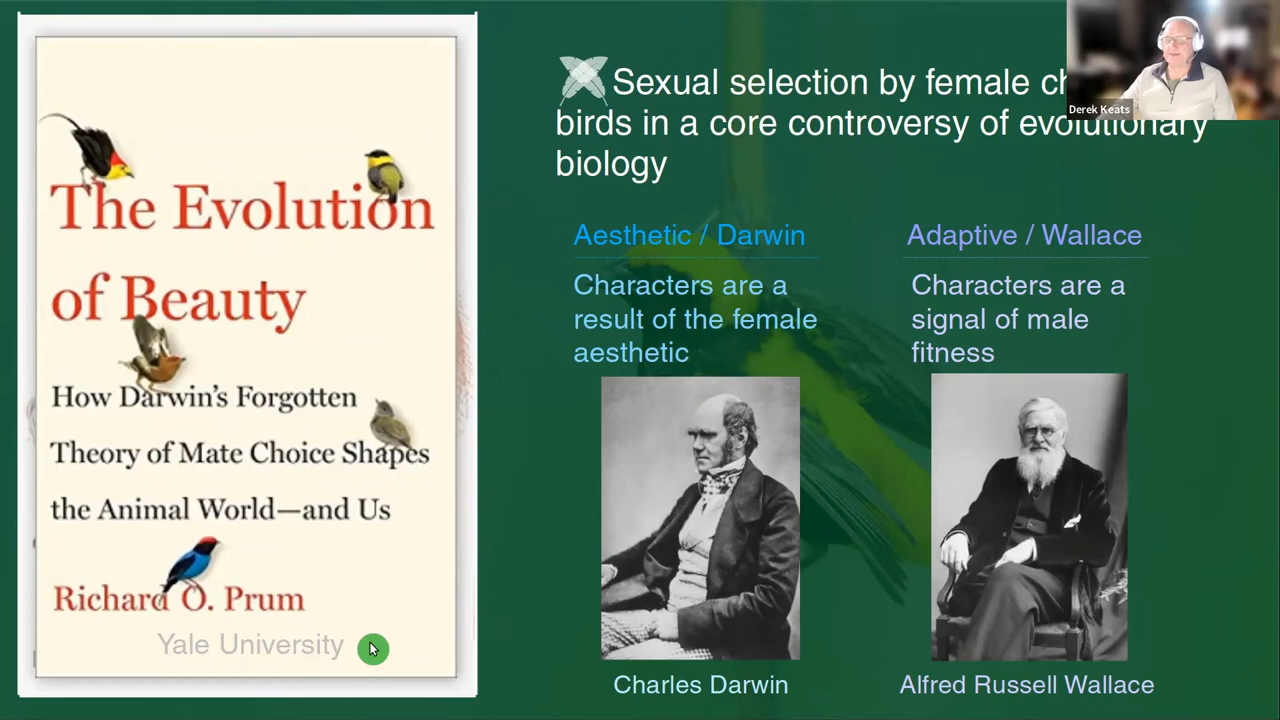 The Evolution
of Beauty
How Darwin's Forgotten
Theory of Mate Choice Shapes
the Animal World—and Us
Richard O. Prum
Yale University
Sexual selection by female
birds in a core controversy of evolutionary
biology
Aesthetic / Darwin
Characters are a
result of the female
aesthetic
Charles Darwin
Adaptive / Wallace
Characters are a
signal of male
fitness
Alfred Russell Wallace
Derek Keats